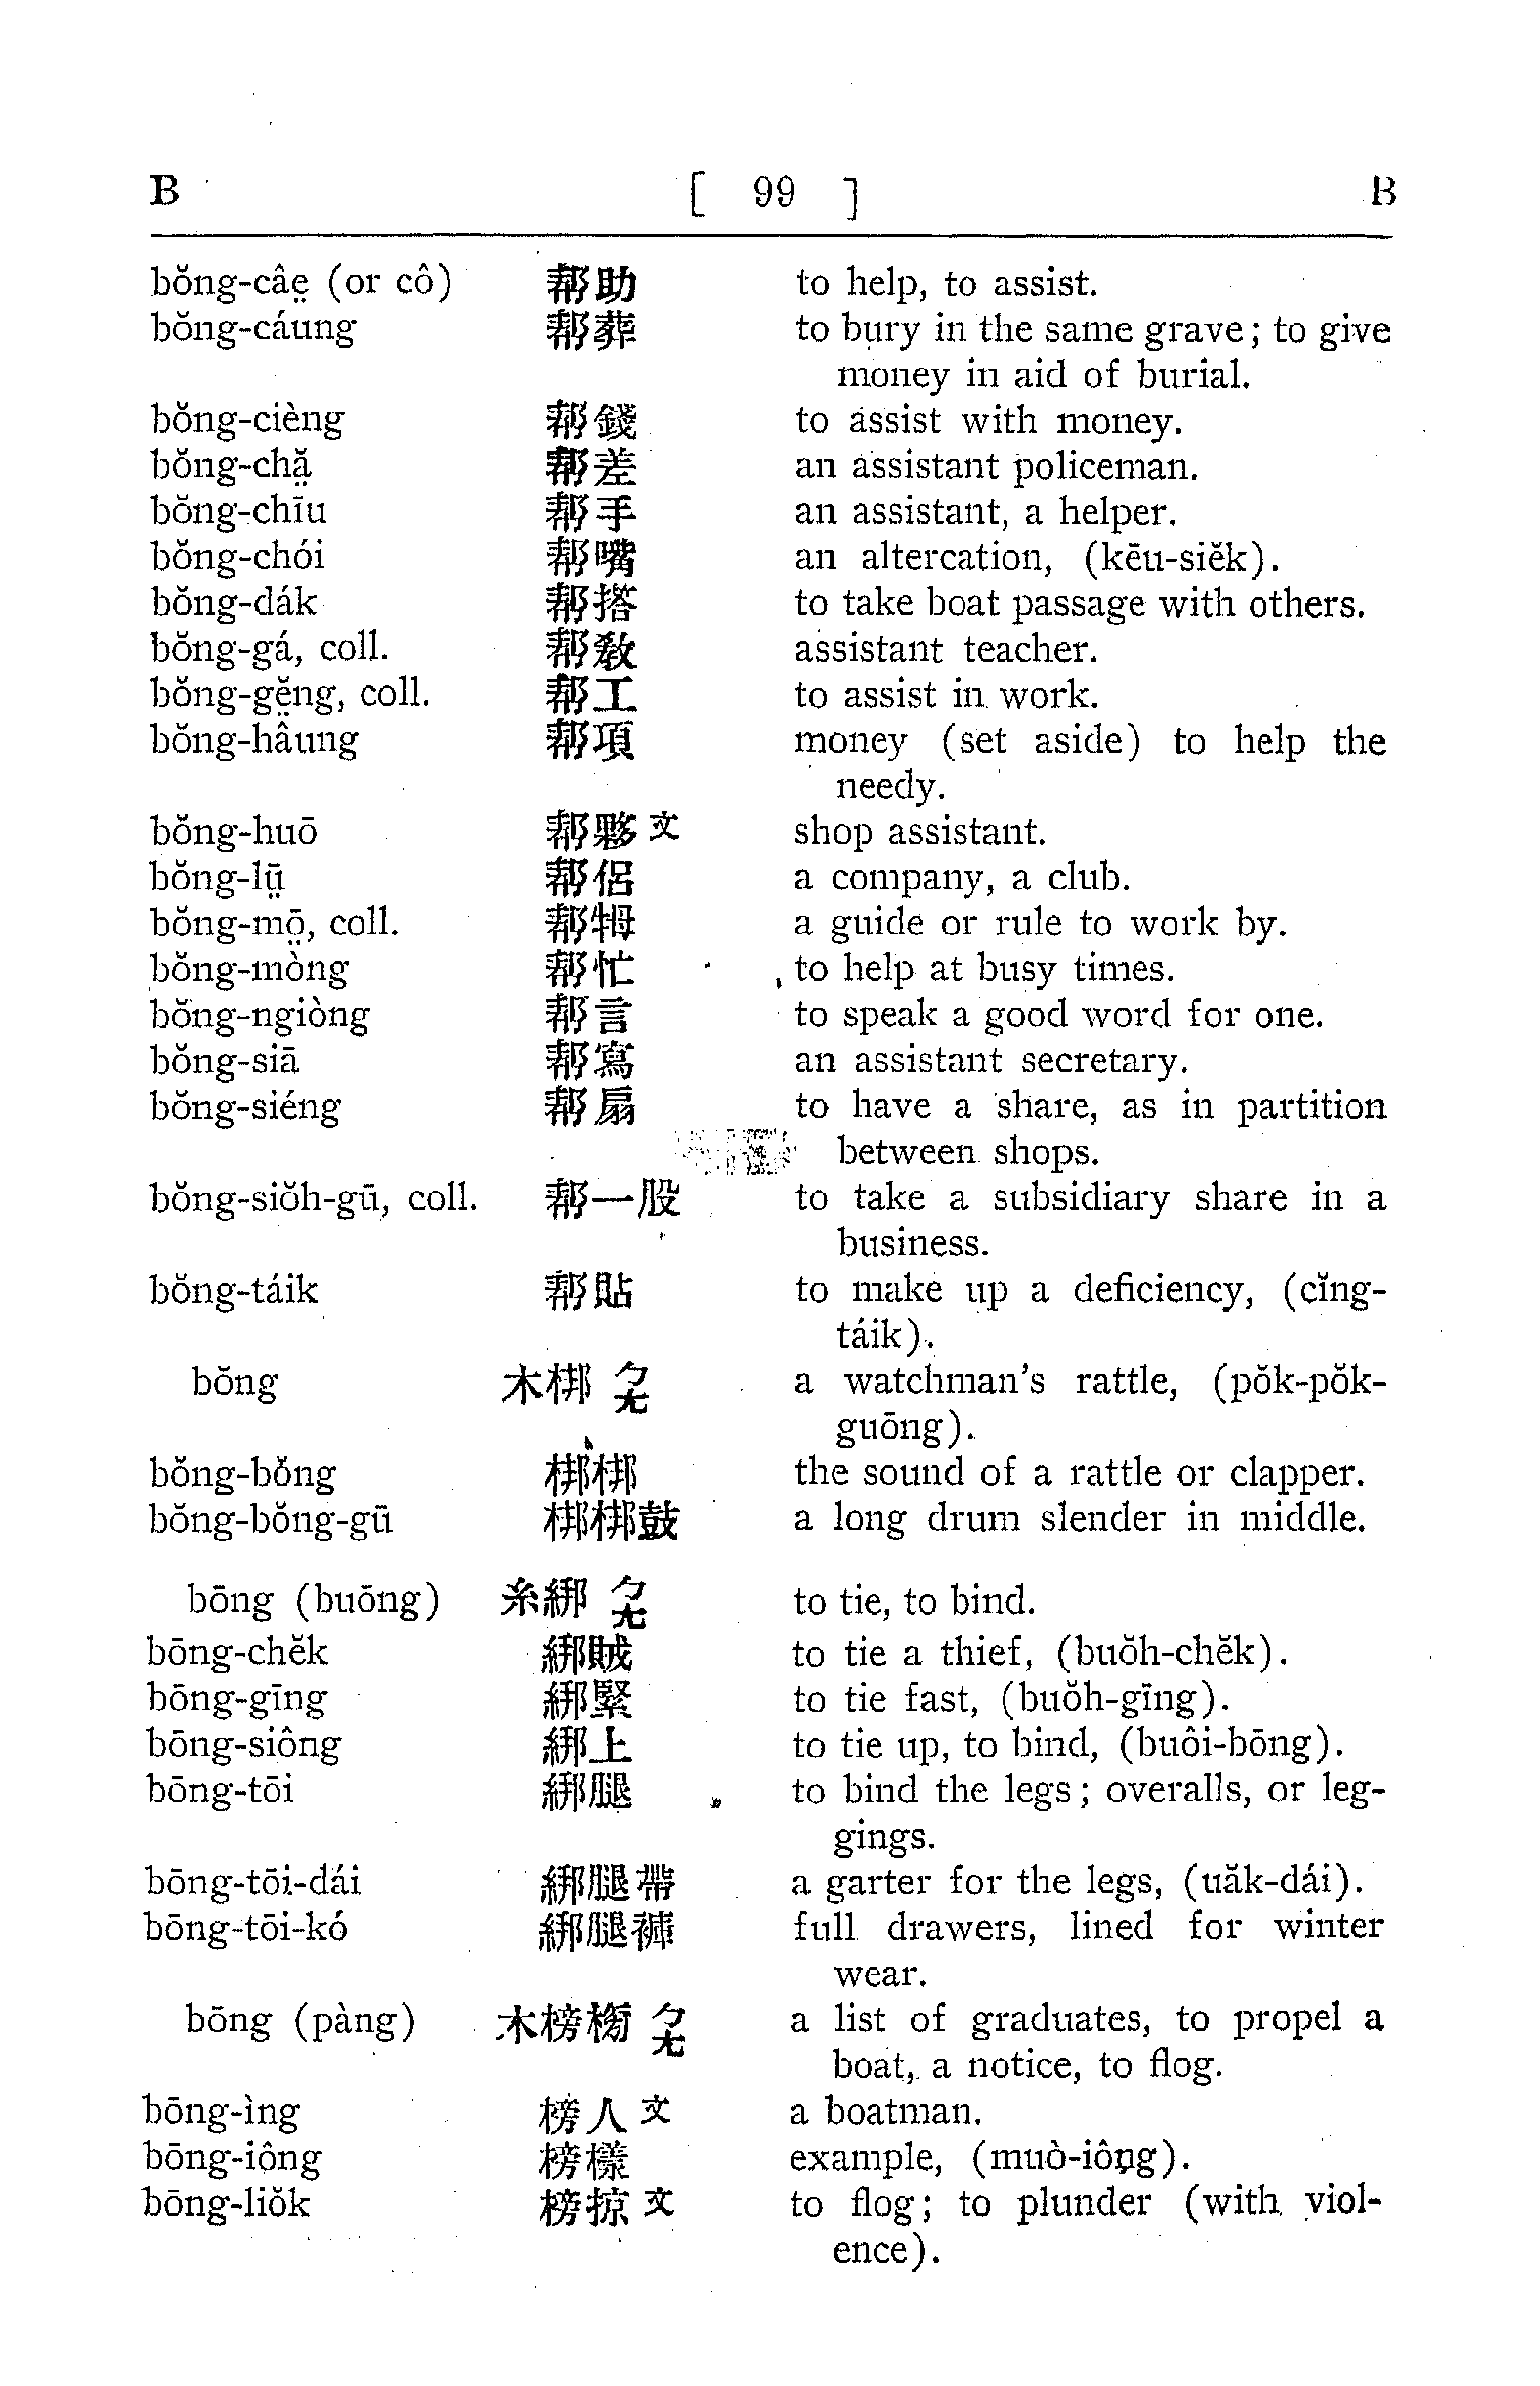 B [ 99 ] B
bŏng-câe̤ (or cô) 帮助 to help, to assist.
bŏng-cáung 帮葬 to bury in the same grave; to give
money in aid of burial.
bŏng-cièng 帮錢 to assist with money.
bŏng-chă̤ 帮差 an assistant policeman.
bŏng-chīu 帮手 an assistant, a helper.
bŏng-chói 帮嘴 an altercation, (kēu-siĕk).
bŏng-dák 帮搭 to take boat passage with others.
bŏng-gá, coll. 帮教 assistant teacher.
bŏng-gĕ̤ng, coll. 帮工 to assist in work.
bŏng-hâung 帮項 money (set aside) to help the
needy.
bŏng-huō 帮夥文 shop assistant.
bŏng-lṳ̄ 帮侶 a company, a club.
bŏng-mō̤, coll. 帮牳 a guide or rule to work by.
bŏng-mòng 帮忙 to help at busy times.
bŏng-ngiòng 帮言 to speak a good word for one.
bŏng-siā 帮寫 an assistant secretary.
bŏng-siéng 帮扇 to have a share, as in partition
between shops.
bŏng-siŏh-gū, coll. 帮一股 to take a subsidiary share in a
business.
bŏng-táik 帮貼 to make up a deficiency, (cĭng-
táik).
bŏng 木梆 ㄆㄤ a watchman's rattle, (pŏk-pŏk-
guōng).
bŏng-bŏng 梆梆 the sound of a rattle or clapper.
bŏng-bŏng-gū 梆梆鼓 a long drum slender in middle.
bōng (buōng) 糸綁 ㄆㄤ to tie, to bind.
bōng-chĕk 綁賊 to tie a thief, (buŏh-chĕk).
bōng-gīng 綁緊 to tie fast, (buŏh-gīng).
bōng-siông 綁上 to tie up, to bind, (buôi-bōng).
bōng-tōi 綁腿 to bind the legs; overalls, or leg-
gings.
bōng-tōi-dái 綁腿帶 a garter for the legs, (uăk-dái).
bōng-tōi-kó 綁腿褲 full drawers, lined for winter
wear.
bōng (pàng) 木榜 ㄆㄤ a list of graduates, to propel a
boat, a notice, to flog.
bōng-ìng 榜人文 a boatman.
bōng-iông 榜樣 example, (muò-iông).
bōng-liŏk 榜掠文 to flog; to plunder (with viol-
ence).